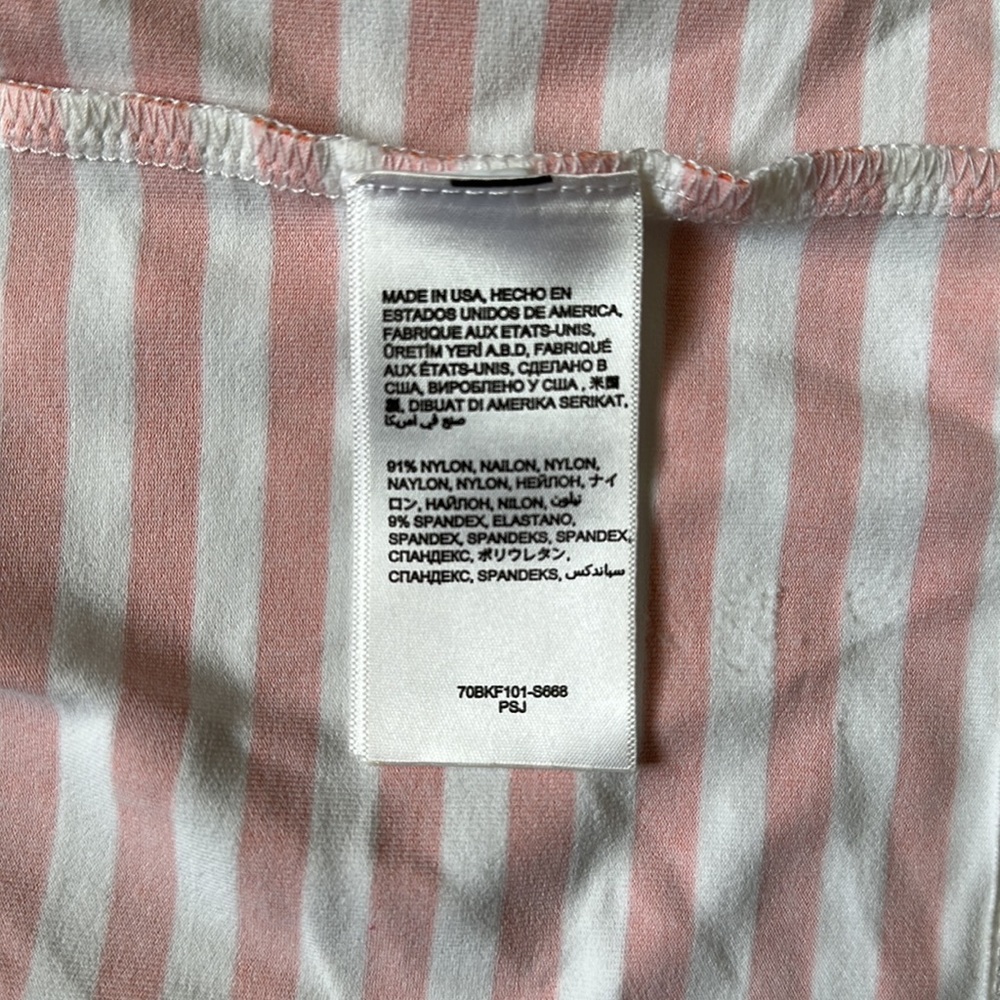 MADE IN USA, HECHO EN
ESTADOS UNIDOS DE AMERICA,
FABRIQUE AUX ETATS-UNIS,
ÜRETİM YERİ A.B.D, FABRIQUÉ
AUX ÉTATS-UNIS, СДЕЛАНО В
США, ВИРОБЛЕНО У США , 米国
製, DIBUAT DI AMERIKA SERIKAT,
صنع في امريكا
91% NYLON, NAILON, NYLON,
NAYLON, NYLON, НЕЙЛОН, ナイ
ロン, НАЙЛОН, NILON, نيلون
9% SPANDEX, ELASTANO,
SPANDEX, SPANDEKS, SPANDEX,
СПАНДЕКС, ポリウレタン,
СПАНДЕКС, SPANDEKS, سباندكس
70BKF101-S668
PSJ